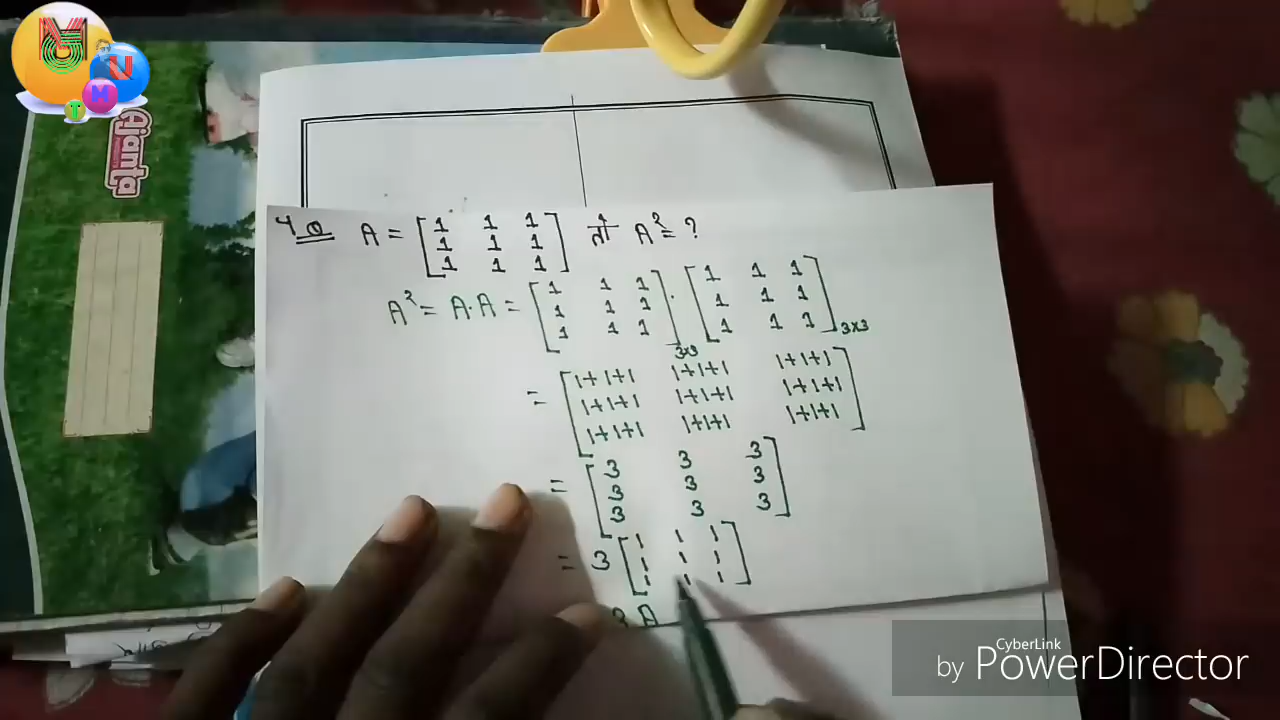 4Q A = [1 1 1
1 1 1
1 1 1] तो A² = ?
A² = A.A = [1 1 1
1 1 1
1 1 1]3x3 . [1 1 1
1 1 1
1 1 1]3x3
= [1+1+1 1+1+1 1+1+1
1+1+1 1+1+1 1+1+1
1+1+1 1+1+1 1+1+1]
= [3 3 3
3 3 3
3 3 3]
= 3 [1 1 1
1 1 1
1 1 1]
3 A
Ajanta
M U H T
CyberLink
by PowerDirector